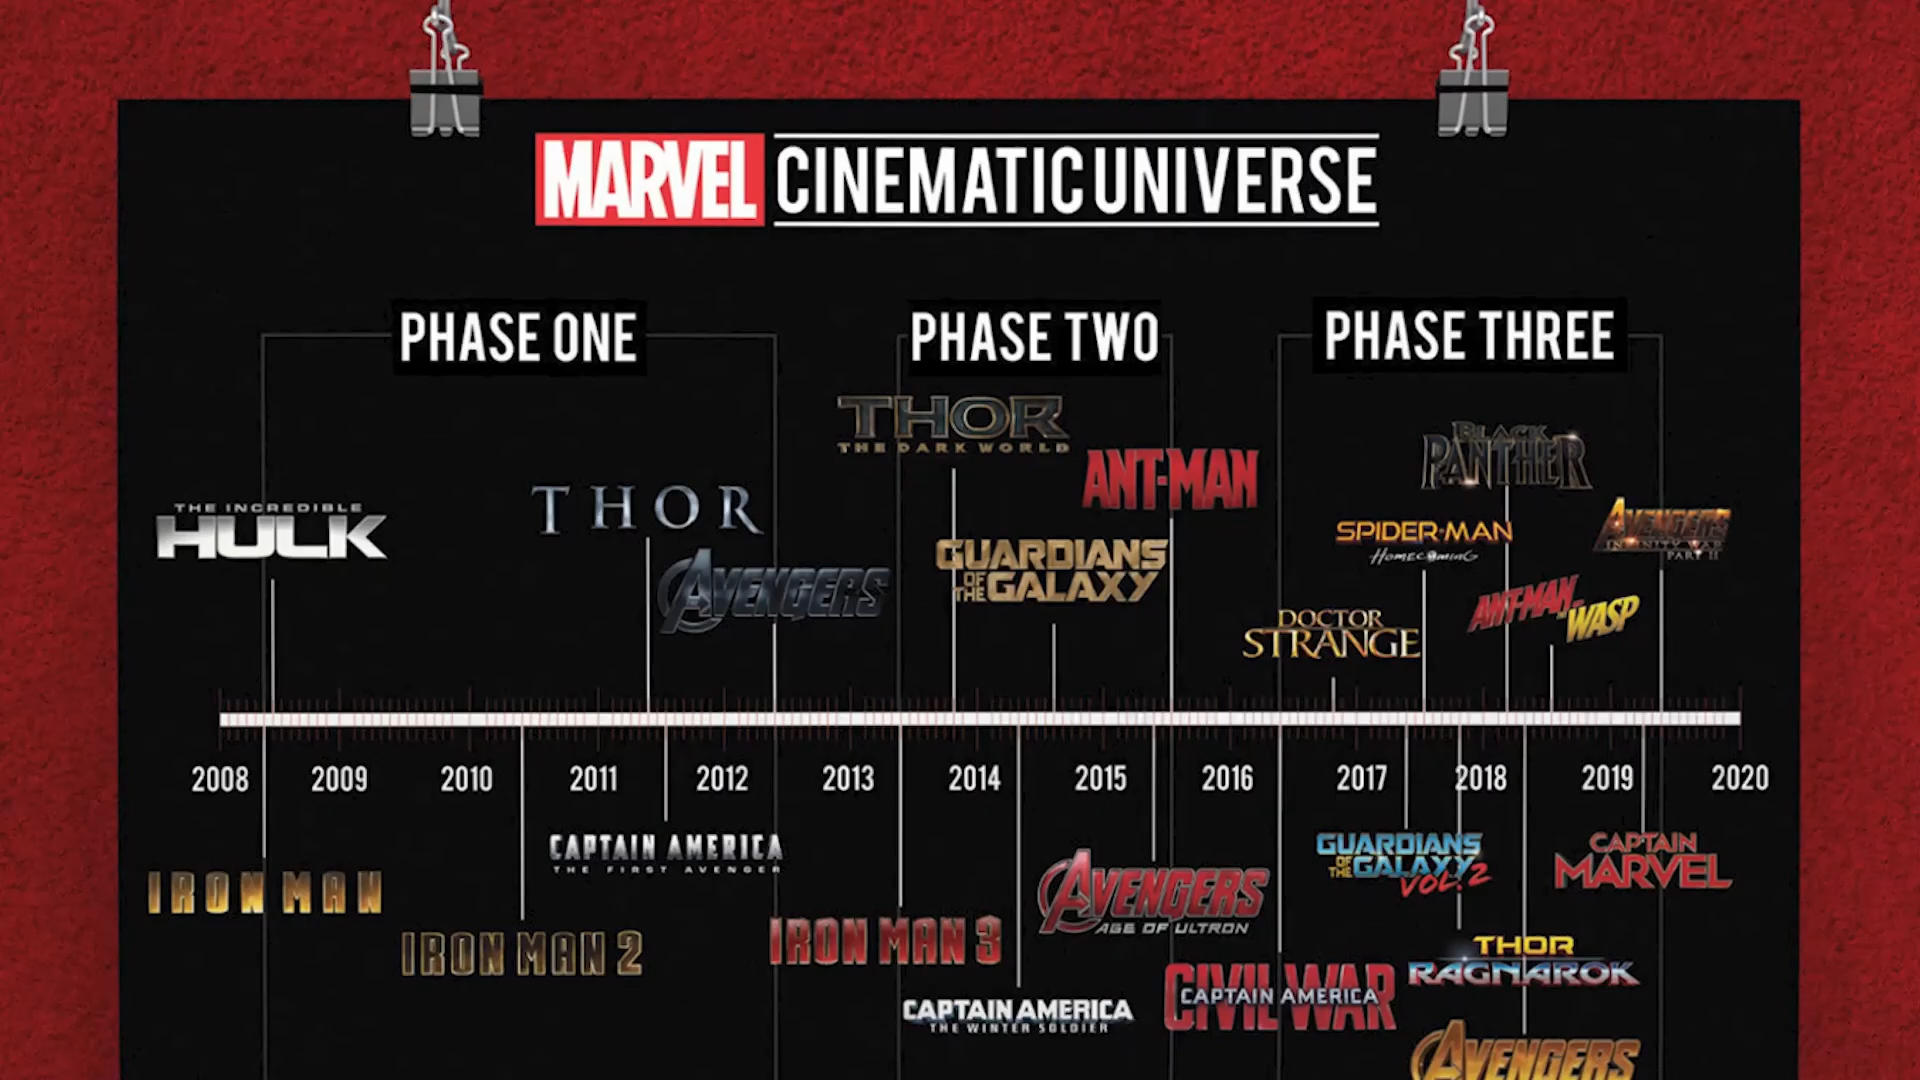 MARVEL CINEMATIC UNIVERSE
PHASE ONE
PHASE TWO
PHASE THREE
THOR
THE DARK WORLD
ANT-MAN
BLACK
PANTHER
THE INCREDIBLE
HULK
THOR
AVENGERS
GUARDIANS
OF THE GALAXY
SPIDER-MAN
HOMECOMING
AVENGERS
INFINITY WAR
PART II
DOCTOR
STRANGE
ANT-MAN
AND THE WASP
2008 2009 2010 2011 2012 2013 2014 2015 2016 2017 2018 2019 2020
IRON MAN
CAPTAIN AMERICA
THE FIRST AVENGER
IRON MAN 2
IRON MAN 3
AVENGERS
AGE OF ULTRON
CAPTAIN AMERICA
THE WINTER SOLDIER
CAPTAIN AMERICA
CIVIL WAR
GUARDIANS
OF THE GALAXY
VOL. 2
CAPTAIN
MARVEL
THOR
RAGNAROK
AVENGERS